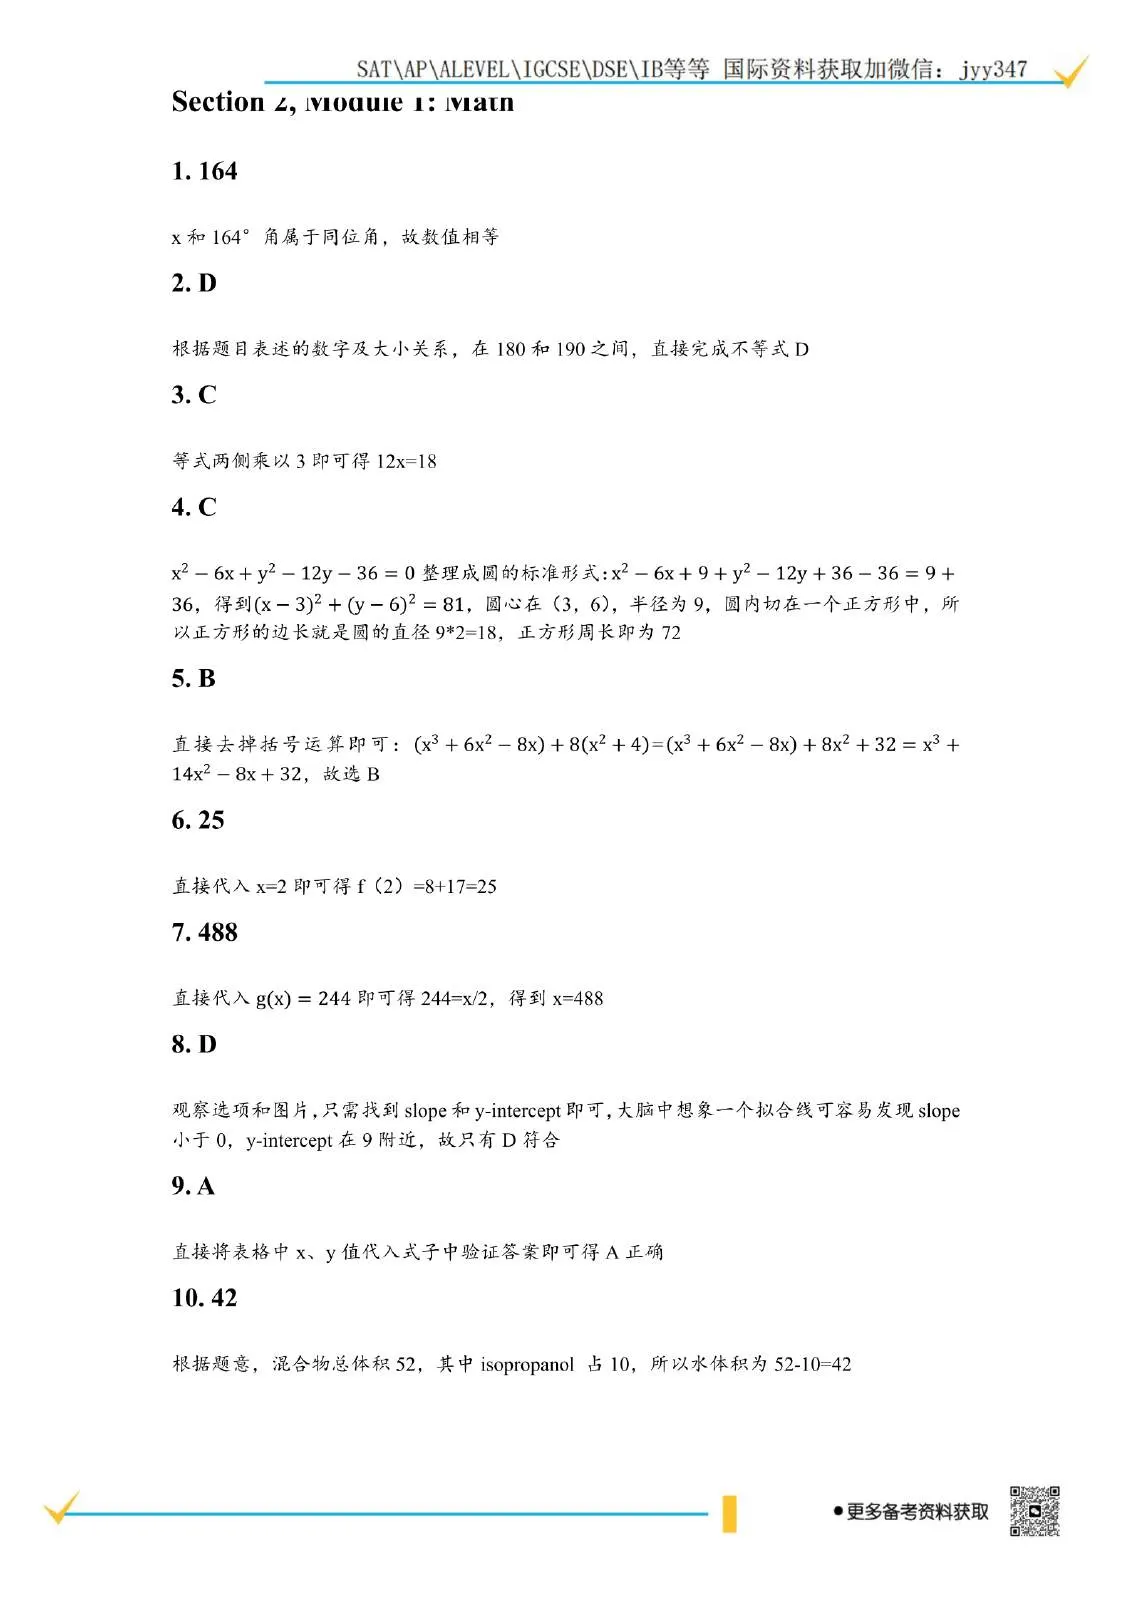 SAT\AP\ALEVEL\IGCSE\DSE\IB等等 国际资料获取加微信：jyy347
Section 2, Module 1: Math
1. 164
x 和 164°角属于同位角，故数值相等
2. D
根据题目表述的数字及大小关系，在 180 和 190 之间，直接完成不等式 D
3. C
等式两侧乘以 3 即可得 12x=18
4. C
x² − 6x + y² − 12y − 36 = 0 整理成圆的标准形式:x² − 6x + 9 + y² − 12y + 36 − 36 = 9 +
36，得到(x − 3)² + (y − 6)² = 81，圆心在（3，6），半径为 9，圆内切在一个正方形中，所
以正方形的边长就是圆的直径 9*2=18，正方形周长即为 72
5. B
直接去掉括号运算即可：(x³ + 6x² − 8x) + 8(x² + 4)=(x³ + 6x² − 8x) + 8x² + 32 = x³ +
14x² − 8x + 32，故选 B
6. 25
直接代入 x=2 即可得 f（2）=8+17=25
7. 488
直接代入 g(x) = 244 即可得 244=x/2，得到 x=488
8. D
观察选项和图片,只需找到 slope 和 y-intercept 即可,大脑中想象一个拟合线可容易发现 slope
小于 0，y-intercept 在 9 附近，故只有 D 符合
9. A
直接将表格中 x、y 值代入式子中验证答案即可得 A 正确
10. 42
根据题意，混合物总体积 52，其中 isopropanol 占 10，所以水体积为 52-10=42
●更多备考资料获取